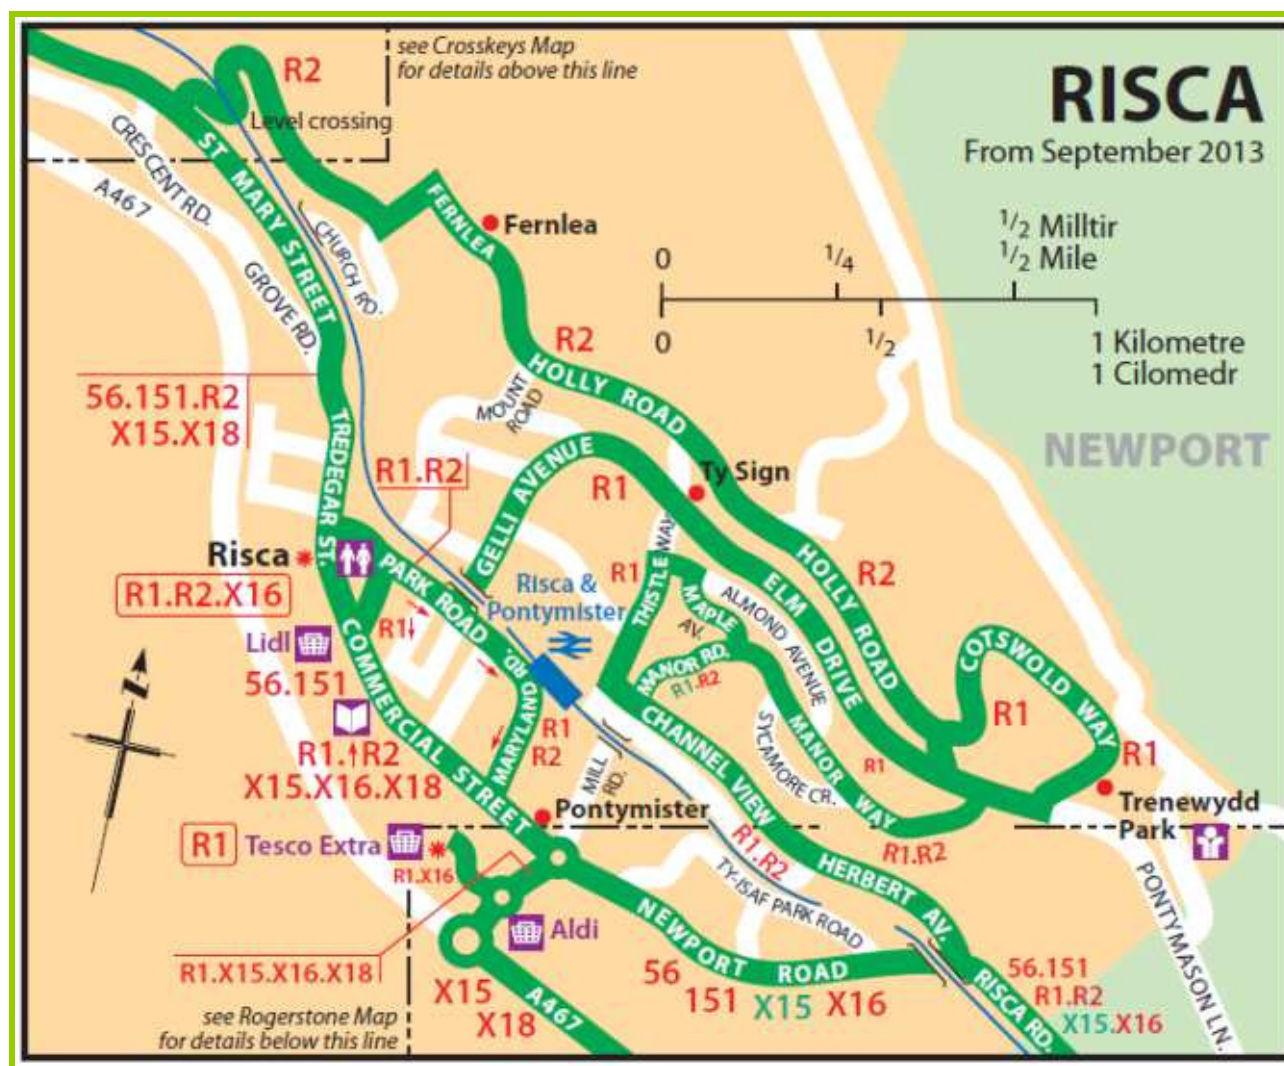 see Crosskeys Map
for details above this line
R2
Level crossing
RISCA
From September 2013
CRESCENT RD.
A467
ST MARY STREET
CHURCH RD.
GROVE RD.
FERNLEA
Fernlea
1/2 Milltir
1/2 Mile
0
1/4
0
1/2
1 Kilometre
1 Cilomedr
R2
HOLLY ROAD
MOUNT ROAD
NEWPORT
56.151.R2
X15.X18
TREDEGAR ST.
R1.R2
GELLI AVENUE
R1
Ty Sign
Risca
R1.R2.X16
PARK ROAD
Risca &
Pontymister
R1
THISTLE WAY
MAPLE AV.
ALMOND AVENUE
ELM DRIVE
HOLLY ROAD
R2
COTSWOLD WAY
R1
R1
Lidl
56.151
R1
COMMERCIAL STREET
MARYLAND RD.
R1
R2
MANOR RD.
R1.R2
MANOR WAY
SYCAMORE CR.
R1
CHANNEL VIEW
MILL RD.
R1.R2
X15.X16.X18
Pontymister
Trenewydd
Park
R1
Tesco Extra
R1.X16
R1.R2
R1.R2
HERBERT AV.
TY-ISAF PARK ROAD
PONTYMASON LN.
NEWPORT ROAD
Aldi
R1.X15.X16.X18
X15
X18
A467
56
151 X15 X16
RISCA RD.
56.151
R1.R2
X15.X16
see Rogerstone Map
for details below this line